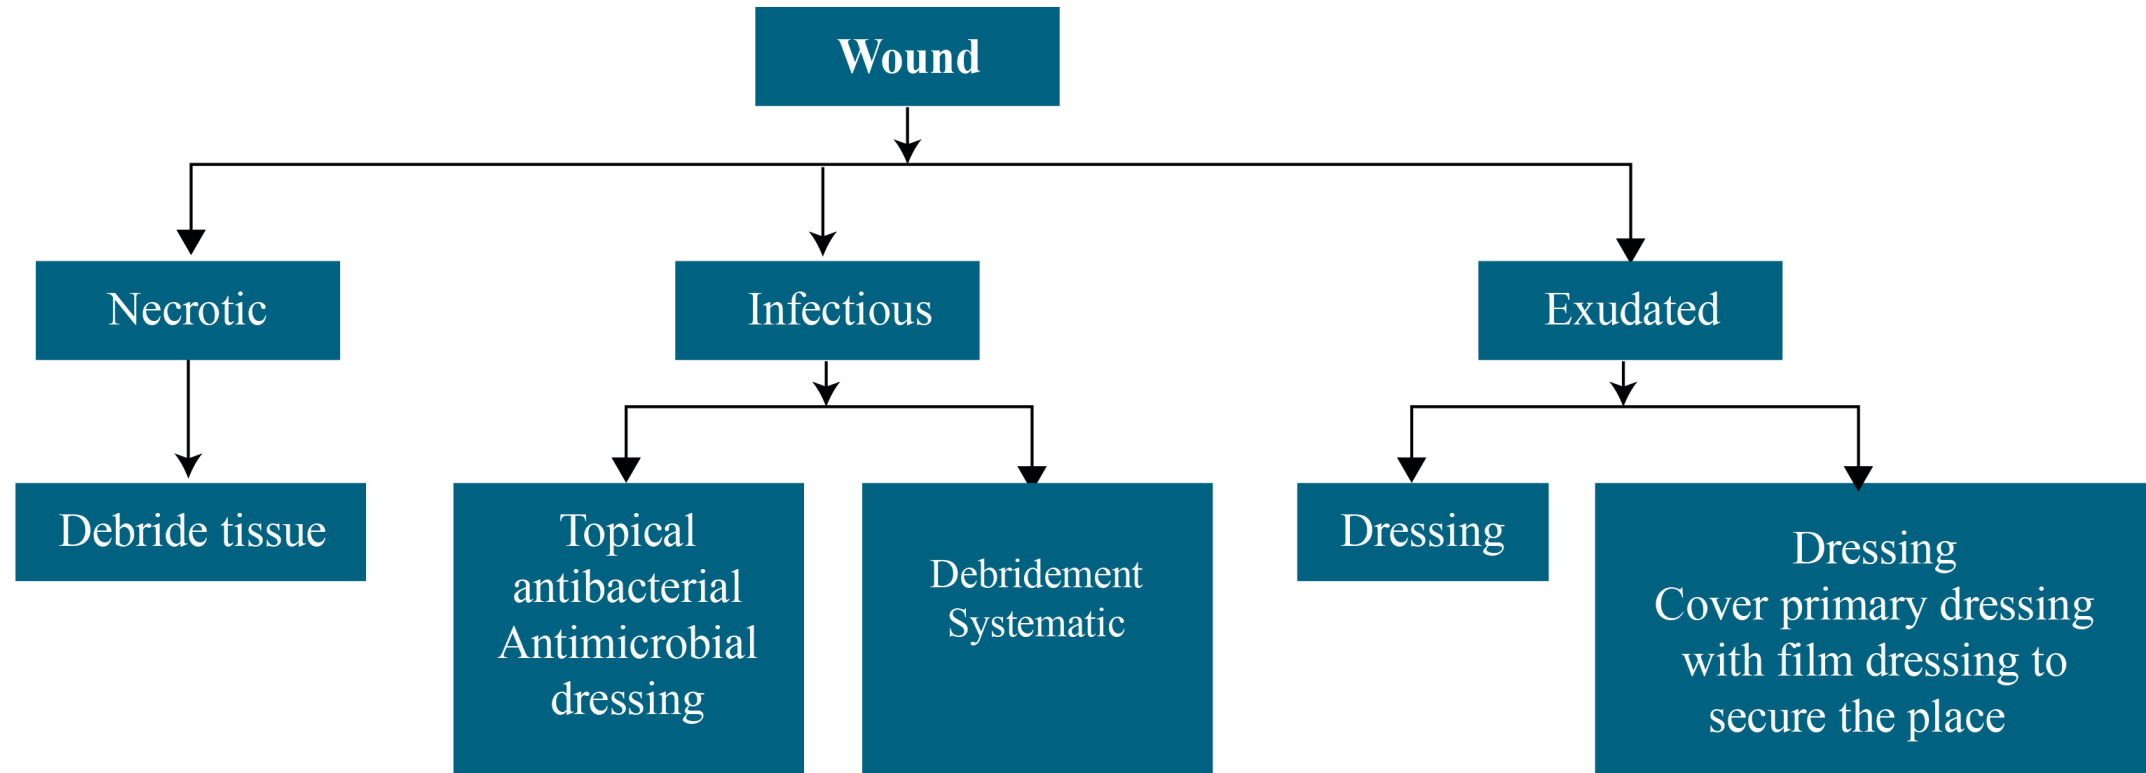 Wound
Necrotic
Infectious
Exudated
Debride tissue
Topical
antibacterial
Antimicrobial
dressing
Debridement
Systematic
Dressing
Dressing
Cover primary dressing
with film dressing to
secure the place